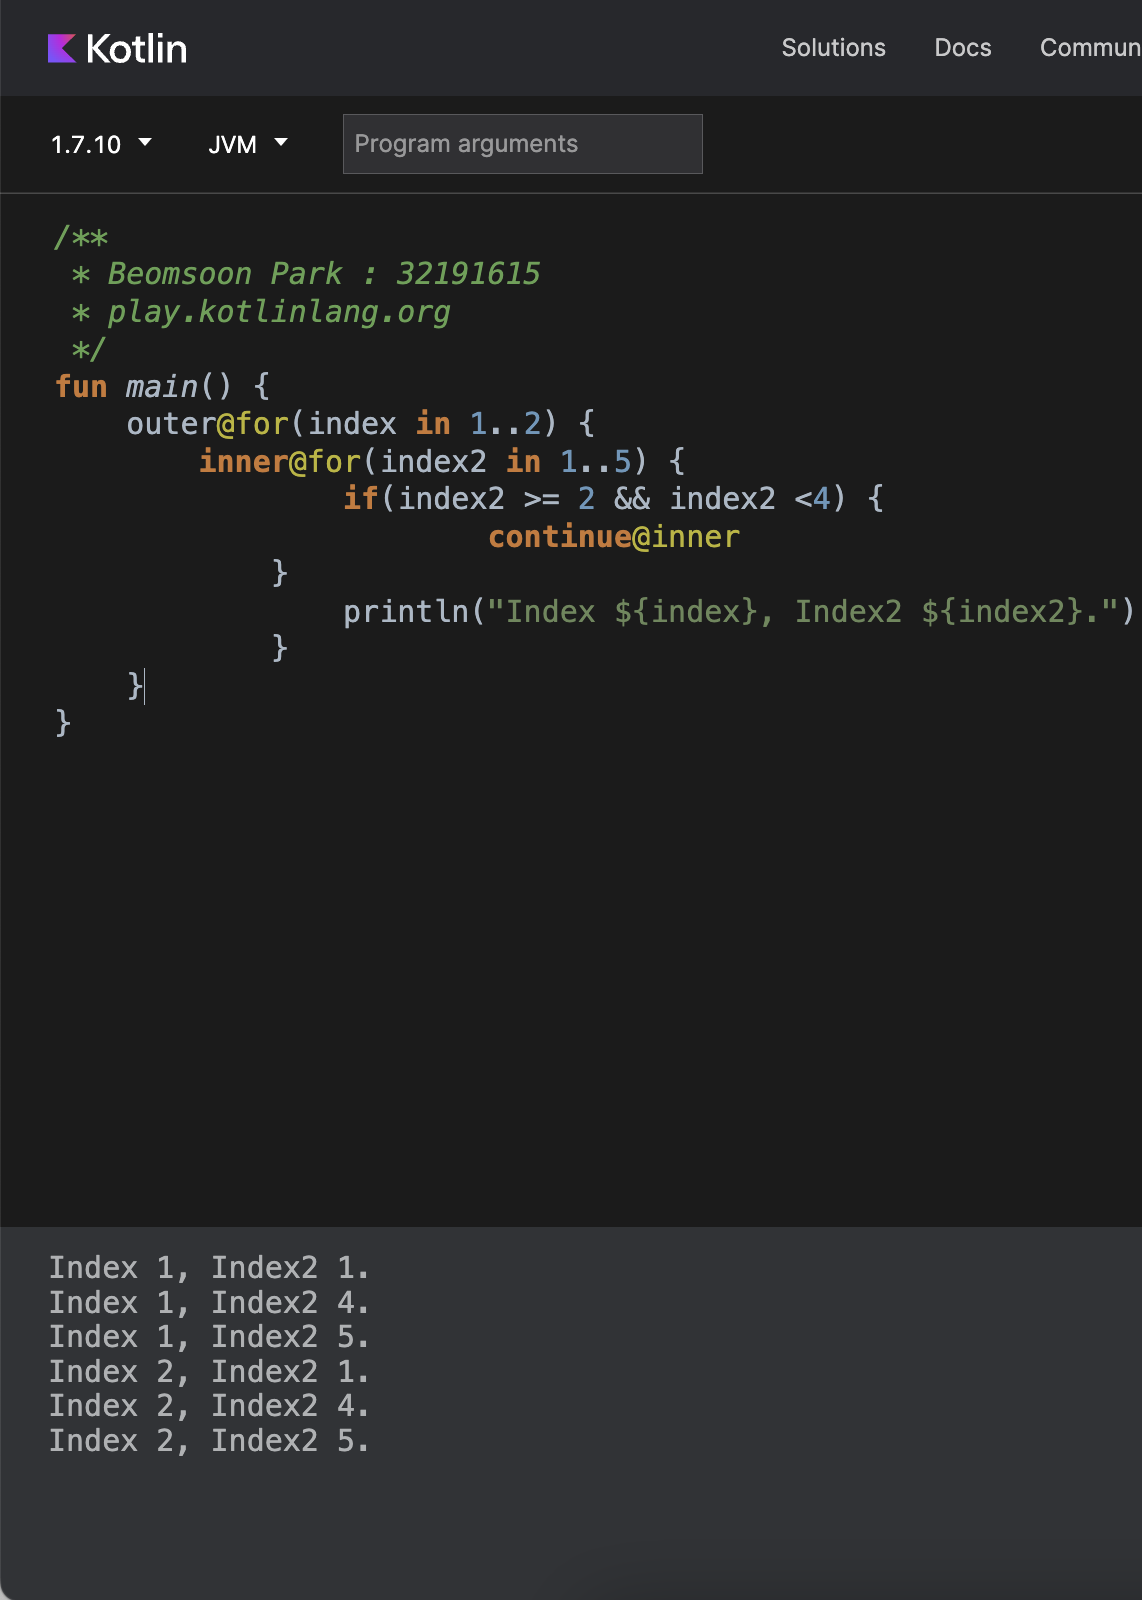 Kotlin Solutions Docs Commun
1.7.10 JVM Program arguments
/**
 * Beomsoon Park : 32191615
 * play.kotlinlang.org
 */
fun main() {
    outer@for(index in 1..2) {
        inner@for(index2 in 1..5) {
                if(index2 >= 2 && index2 <4) {
                        continue@inner
            }
                println("Index ${index}, Index2 ${index2}.")
            }
    }
}
Index 1, Index2 1.
Index 1, Index2 4.
Index 1, Index2 5.
Index 2, Index2 1.
Index 2, Index2 4.
Index 2, Index2 5.